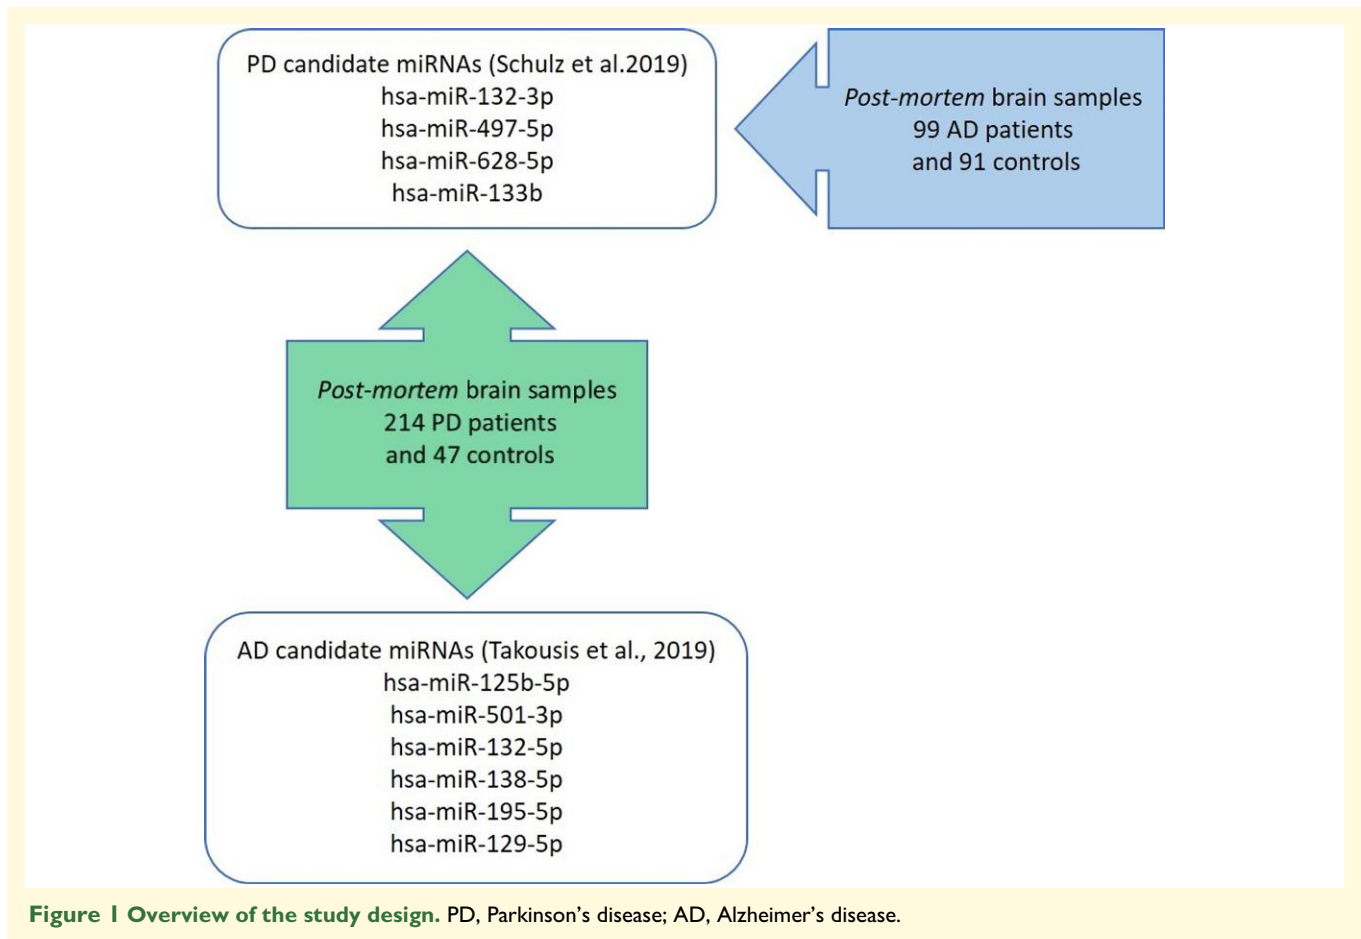 PD candidate miRNAs (Schulz et al.2019)
hsa-miR-132-3p
hsa-miR-497-5p
hsa-miR-628-5p
hsa-miR-133b
Post-mortem brain samples
99 AD patients
and 91 controls
Post-mortem brain samples
214 PD patients
and 47 controls
AD candidate miRNAs (Takousis et al., 2019)
hsa-miR-125b-5p
hsa-miR-501-3p
hsa-miR-132-5p
hsa-miR-138-5p
hsa-miR-195-5p
hsa-miR-129-5p
Figure 1 Overview of the study design. PD, Parkinson’s disease; AD, Alzheimer’s disease.